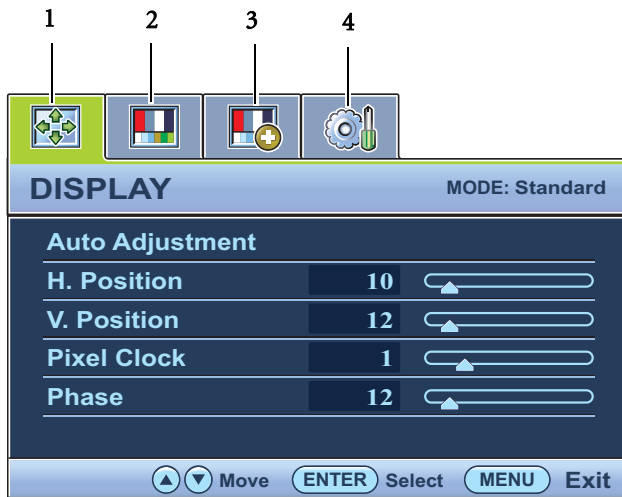 1 2 3 4
DISPLAY MODE: Standard
Auto Adjustment
H. Position 10
V. Position 12
Pixel Clock 1
Phase 12
Move ENTER Select MENU Exit